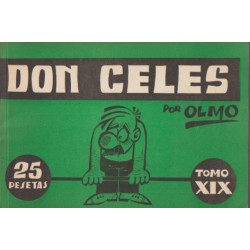 DON CELES
POR OLMO
25
PESETAS
TOMO
XIX